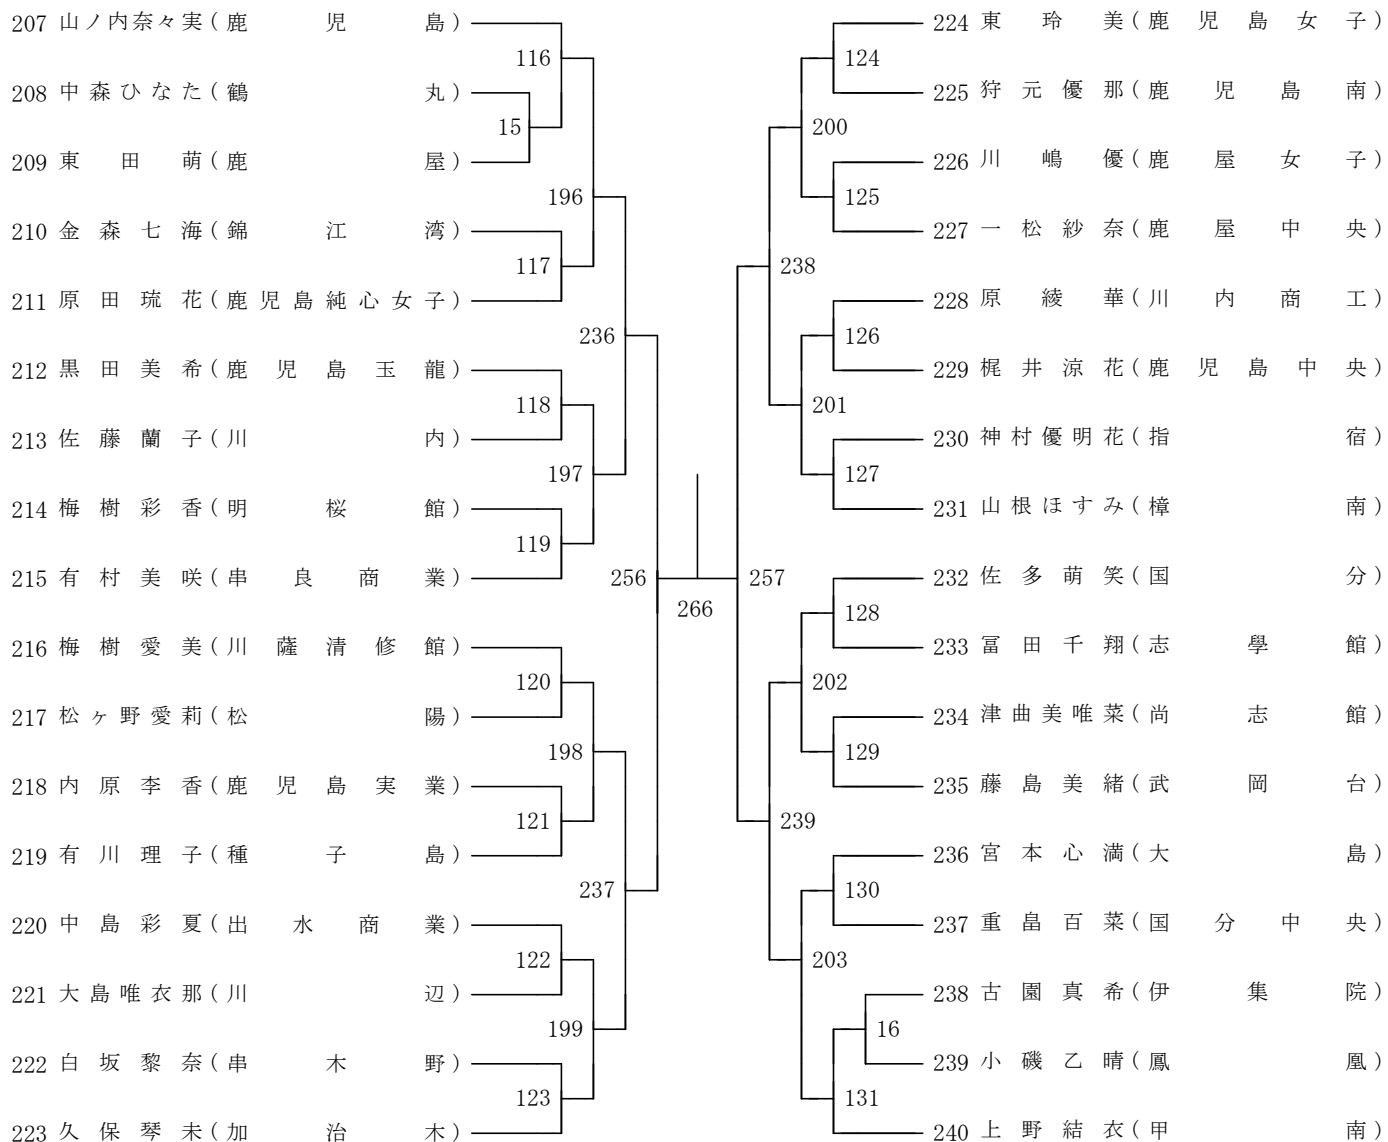 207 山ノ内奈々実(鹿児島)
116
208 中森ひなた(鶴丸)
15
209 東田萌(鹿屋)
196
210 金森七海(錦江湾)
117
211 原田琉花(鹿児島純心女子)
236
212 黒田美希(鹿児島玉龍)
118
213 佐藤蘭子(川内)
197
214 梅樹彩香(明桜館)
119
215 有村美咲(串良商業)
256
216 梅樹愛美(川薩清修館)
120
217 松ヶ野愛莉(松陽)
198
218 内原李香(鹿児島実業)
121
219 有川理子(種子島)
237
220 中島彩夏(出水商業)
122
221 大島唯衣那(川辺)
199
222 白坂黎奈(串木野)
123
223 久保琴未(加治木)
266
224 東玲美(鹿児島女子)
124
225 狩元優那(鹿児島南)
200
226 川嶋優(鹿屋女子)
125
227 一松紗奈(鹿屋中央)
238
228 原綾華(川内商工)
126
229 梶井涼花(鹿児島中央)
201
230 神村優明花(指宿)
127
231 山根ほすみ(樟南)
257
232 佐多萌笑(国分)
128
233 冨田千翔(志學館)
202
234 津曲美唯菜(尚志館)
129
235 藤島美緒(武岡台)
239
236 宮本心満(大島)
130
237 重畠百菜(国分中央)
203
238 古園真希(伊集院)
16
239 小磯乙晴(鳳凰)
131
240 上野結衣(甲南)